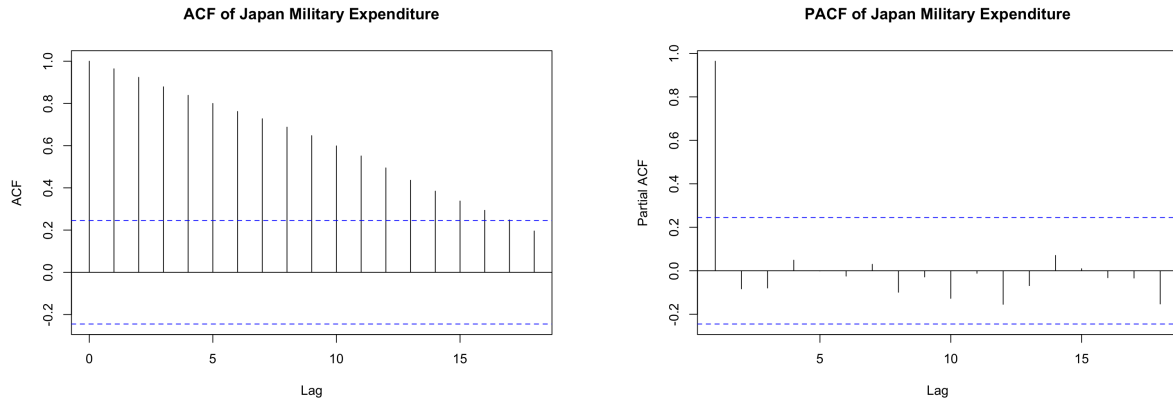 ACF of Japan Military Expenditure
ACF
1.0
0.8
0.6
0.4
0.2
0.0
-0.2
0 5 10 15
Lag
PACF of Japan Military Expenditure
Partial ACF
1.0
0.8
0.6
0.4
0.2
0.0
-0.2
5 10 15
Lag